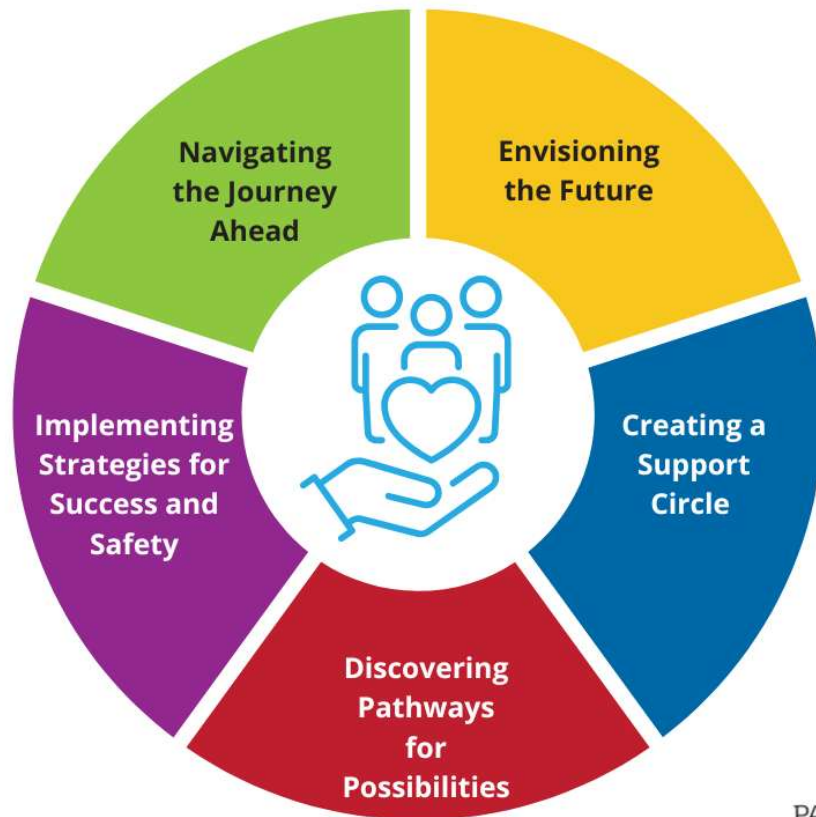 Navigating
the Journey
Ahead
Envisioning
the Future
Implementing
Strategies for
Success and
Safety
Creating a
Support
Circle
Discovering
Pathways
for
Possibilities